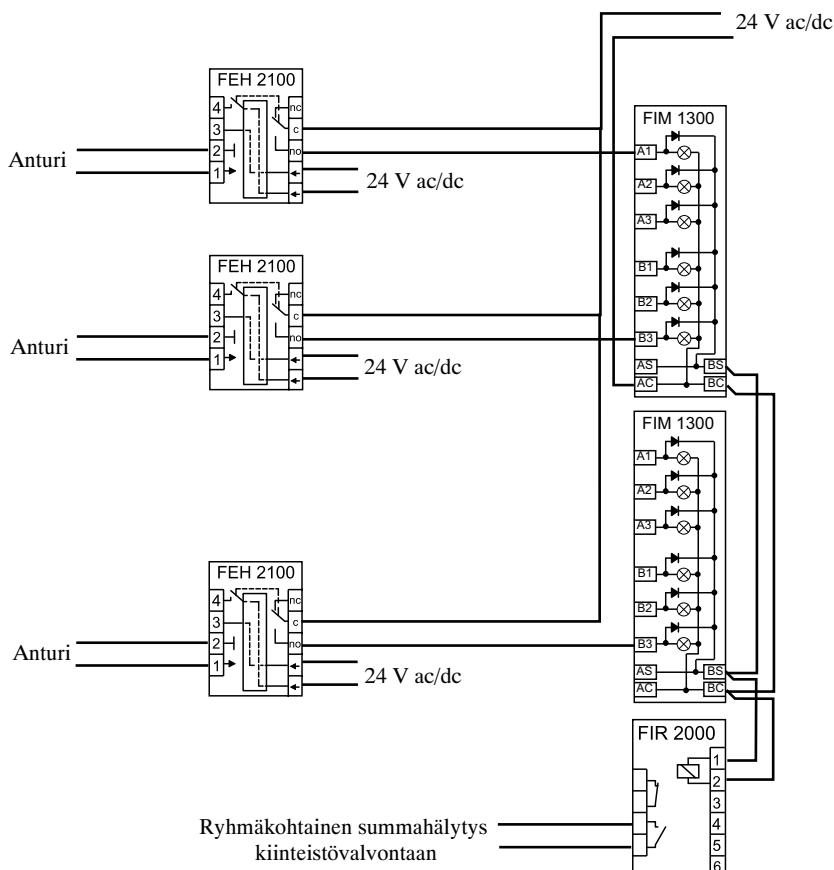 24 V ac/dc
FEH 2100
4
3
2
1
nc
c
no
Anturi
24 V ac/dc
FIM 1300
A1
A2
A3
B1
B2
B3
AS
BS
AC
BC
FEH 2100
4
3
2
1
nc
c
no
Anturi
24 V ac/dc
FIM 1300
A1
A2
A3
B1
B2
B3
AS
BS
AC
BC
FEH 2100
4
3
2
1
nc
c
no
Anturi
24 V ac/dc
FIR 2000
1
2
3
4
5
6
Ryhmäkohtainen summahälytys
kiinteistövalvontaan